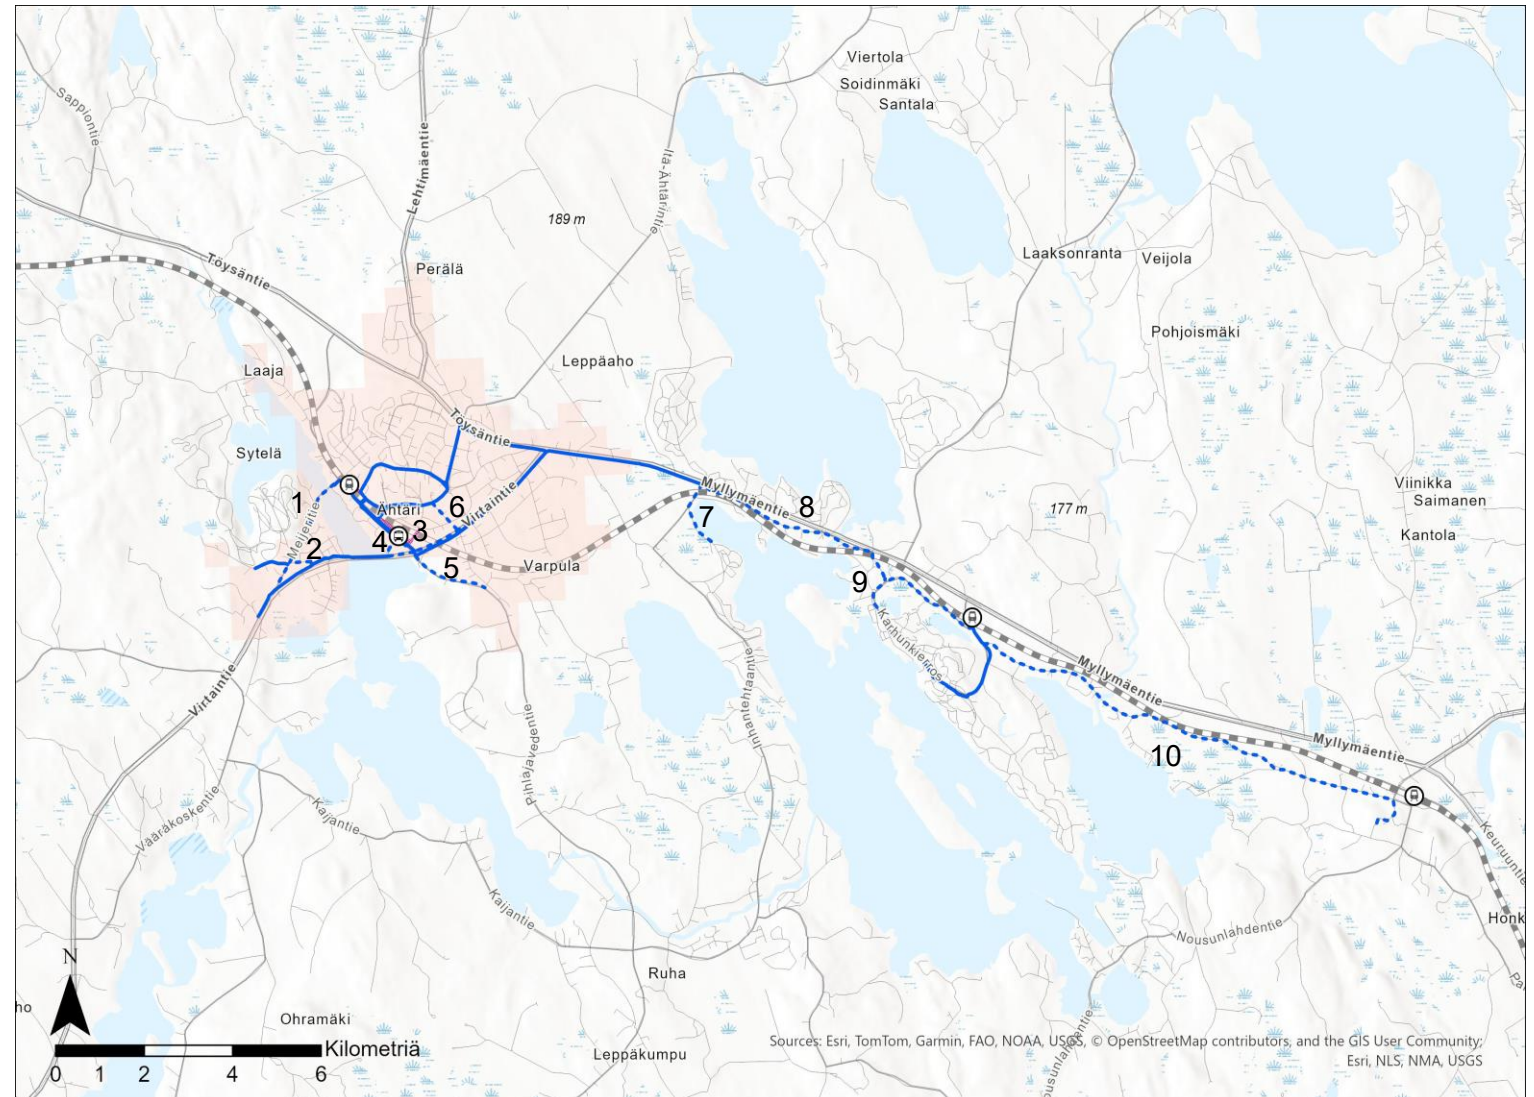 Viertola
Soidinmäki
Santala
Sappiontie
Lehtimäentie
Itä-Ähtärintie
189 m
Laaksonranta
Veijola
Töysäntie
Perälä
Pohjoismäki
Leppäaho
Laaja
Töysäntie
Sytelä
1
Meijeritie
Ähtäri
6
Virtaintie
3
4
2
5
Varpula
Myllymäentie
8
7
177 m
Viinikka
Saimanen
Kantola
9
Karhunkierros
Myllymäentie
Myllymäentie
10
Virtaintie
Pihlajavedentie
Inhantehtaantie
Vääräkoskentie
Kaijantie
Kaijantie
Keuruuntie
Honk
Nousunlahdentie
Pa
N
ho
Ruha
Ohramäki
Leppäkumpu
ousunlahdentie
Kilometriä
0 1 2 4 6
Sources: Esri, TomTom, Garmin, FAO, NOAA, USGS, © OpenStreetMap contributors, and the GIS User Community;
Esri, NLS, NMA, USGS